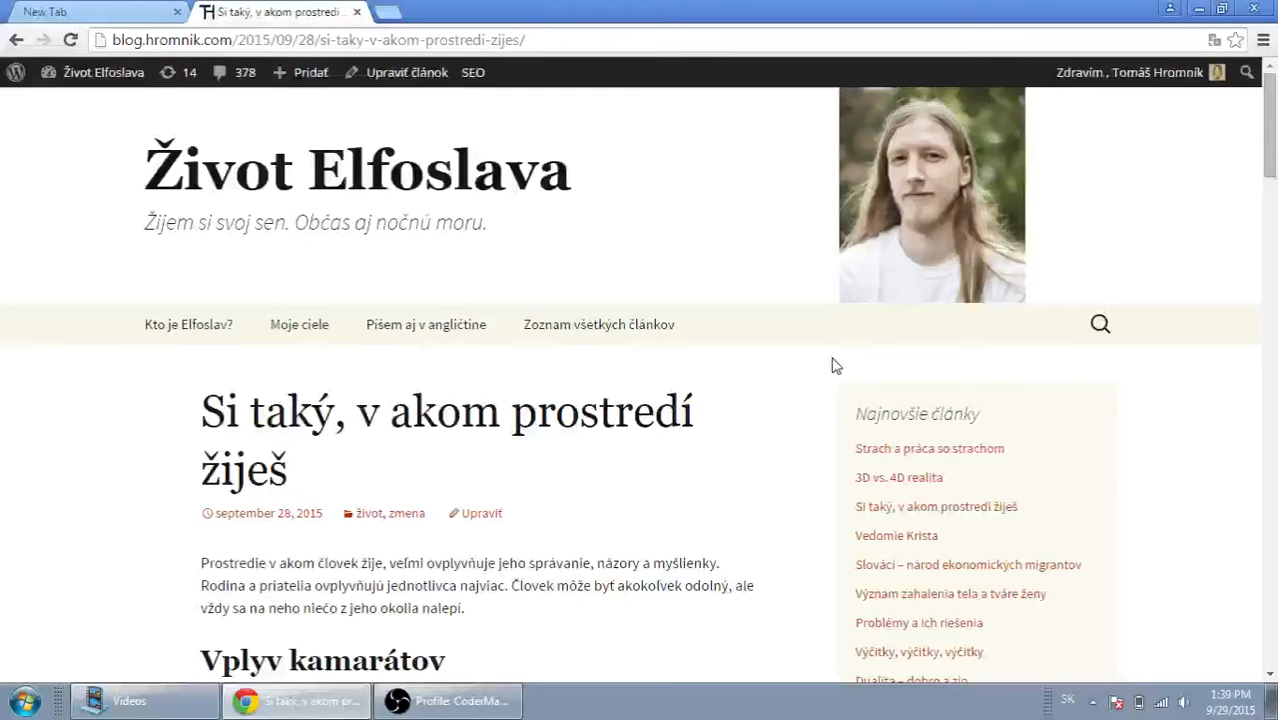 New Tab
Si taký, v akom prostredí
blog.hromnik.com/2015/09/28/si-taky-v-akom-prostredi-zijes/
Život Elfoslava
14
378
Pridať
Upraviť článok
SEO
Zdravím , Tomáš Hromník
Život Elfoslava
Žijem si svoj sen. Občas aj nočnú moru.
Kto je Elfoslav?
Moje ciele
Píšem aj v angličtine
Zoznam všetkých článkov
Si taký, v akom prostredí
žiješ
september 28, 2015
život, zmena
Upraviť
Prostredie v akom človek žije, veľmi ovplyvňuje jeho správanie, názory a myšlienky.
Rodina a priatelia ovplyvňujú jednotlivca najviac. Človek môže byť akokoľvek odolný, ale
vždy sa na neho niečo z jeho okolia nalepí.
Vplyv kamarátov
Najnovšie články
Strach a práca so strachom
3D vs. 4D realita
Si taký, v akom prostredí žiješ
Vedomie Krista
Slováci – národ ekonomických migrantov
Význam zahalenia tela a tváre ženy
Problémy a ich riešenia
Výčitky, výčitky, výčitky
Dualita – dobro a zlo
Videos
Si taký, v akom pr...
Profile: CoderMa...
SK
1:39 PM
9/29/2015